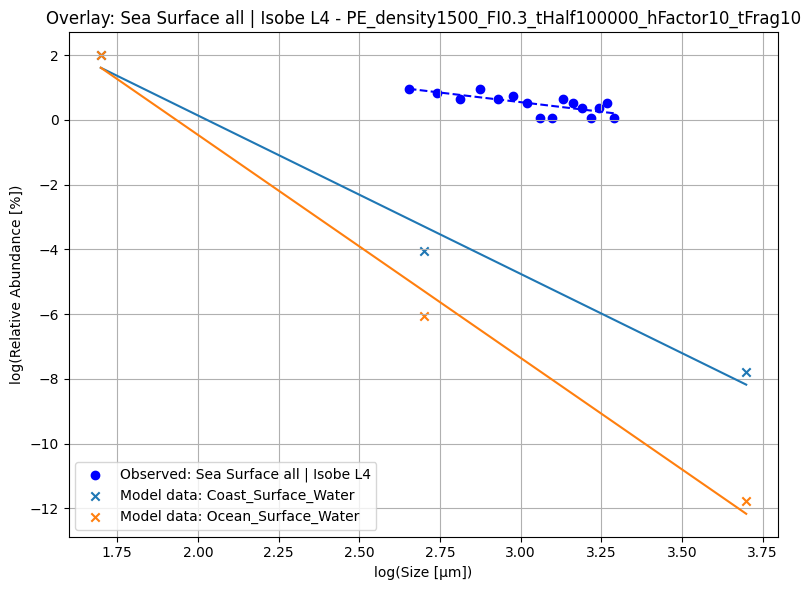 Overlay: Sea Surface all | Isobe L4 - PE_density1500_FI0.3_tHalf100000_hFactor10_tFrag10
log(Relative Abundance [%])
2
0
−2
−4
−6
−8
−10
−12
Observed: Sea Surface all | Isobe L4
Model data: Coast_Surface_Water
Model data: Ocean_Surface_Water
1.75 2.00 2.25 2.50 2.75 3.00 3.25 3.50 3.75
log(Size [µm])